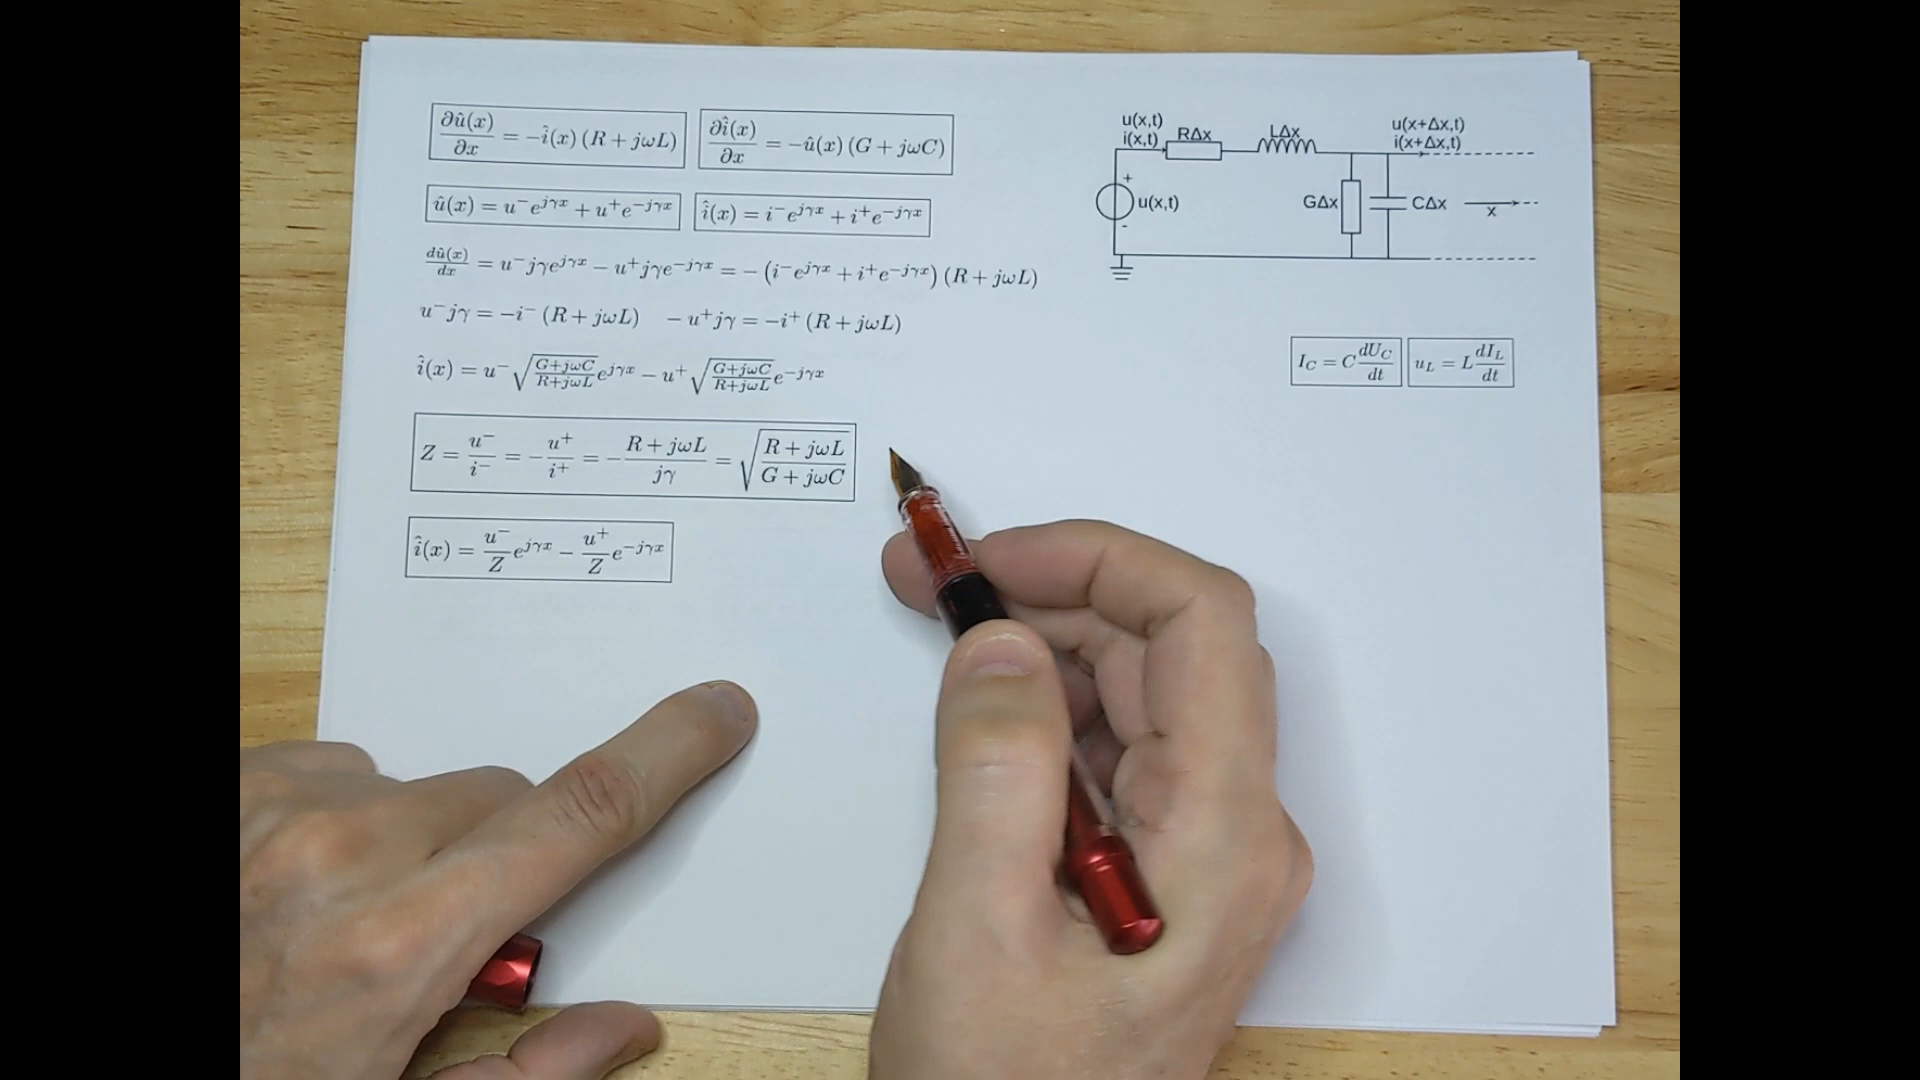 ∂û(x)/∂x = −î(x) (R + jωL)   ∂î(x)/∂x = −û(x) (G + jωC)
û(x) = u⁻e^{jγx} + u⁺e^{−jγx}   î(x) = i⁻e^{jγx} + i⁺e^{−jγx}
dû(x)/dx = u⁻jγe^{jγx} − u⁺jγe^{−jγx} = −(i⁻e^{jγx} + i⁺e^{−jγx}) (R + jωL)
u⁻jγ = −i⁻ (R + jωL)   −u⁺jγ = −i⁺ (R + jωL)
î(x) = u⁻ √((G+jωC)/(R+jωL)) e^{jγx} − u⁺ √((G+jωC)/(R+jωL)) e^{−jγx}
Z = u⁻/i⁻ = −u⁺/i⁺ = −(R + jωL)/jγ = √((R + jωL)/(G + jωC))
î(x) = u⁻/Z e^{jγx} − u⁺/Z e^{−jγx}
u(x,t)
i(x,t)
RΔx
LΔx
u(x+Δx,t)
i(x+Δx,t)
+
u(x,t)
-
GΔx
CΔx
x
I_C = C dU_C/dt   u_L = L dI_L/dt